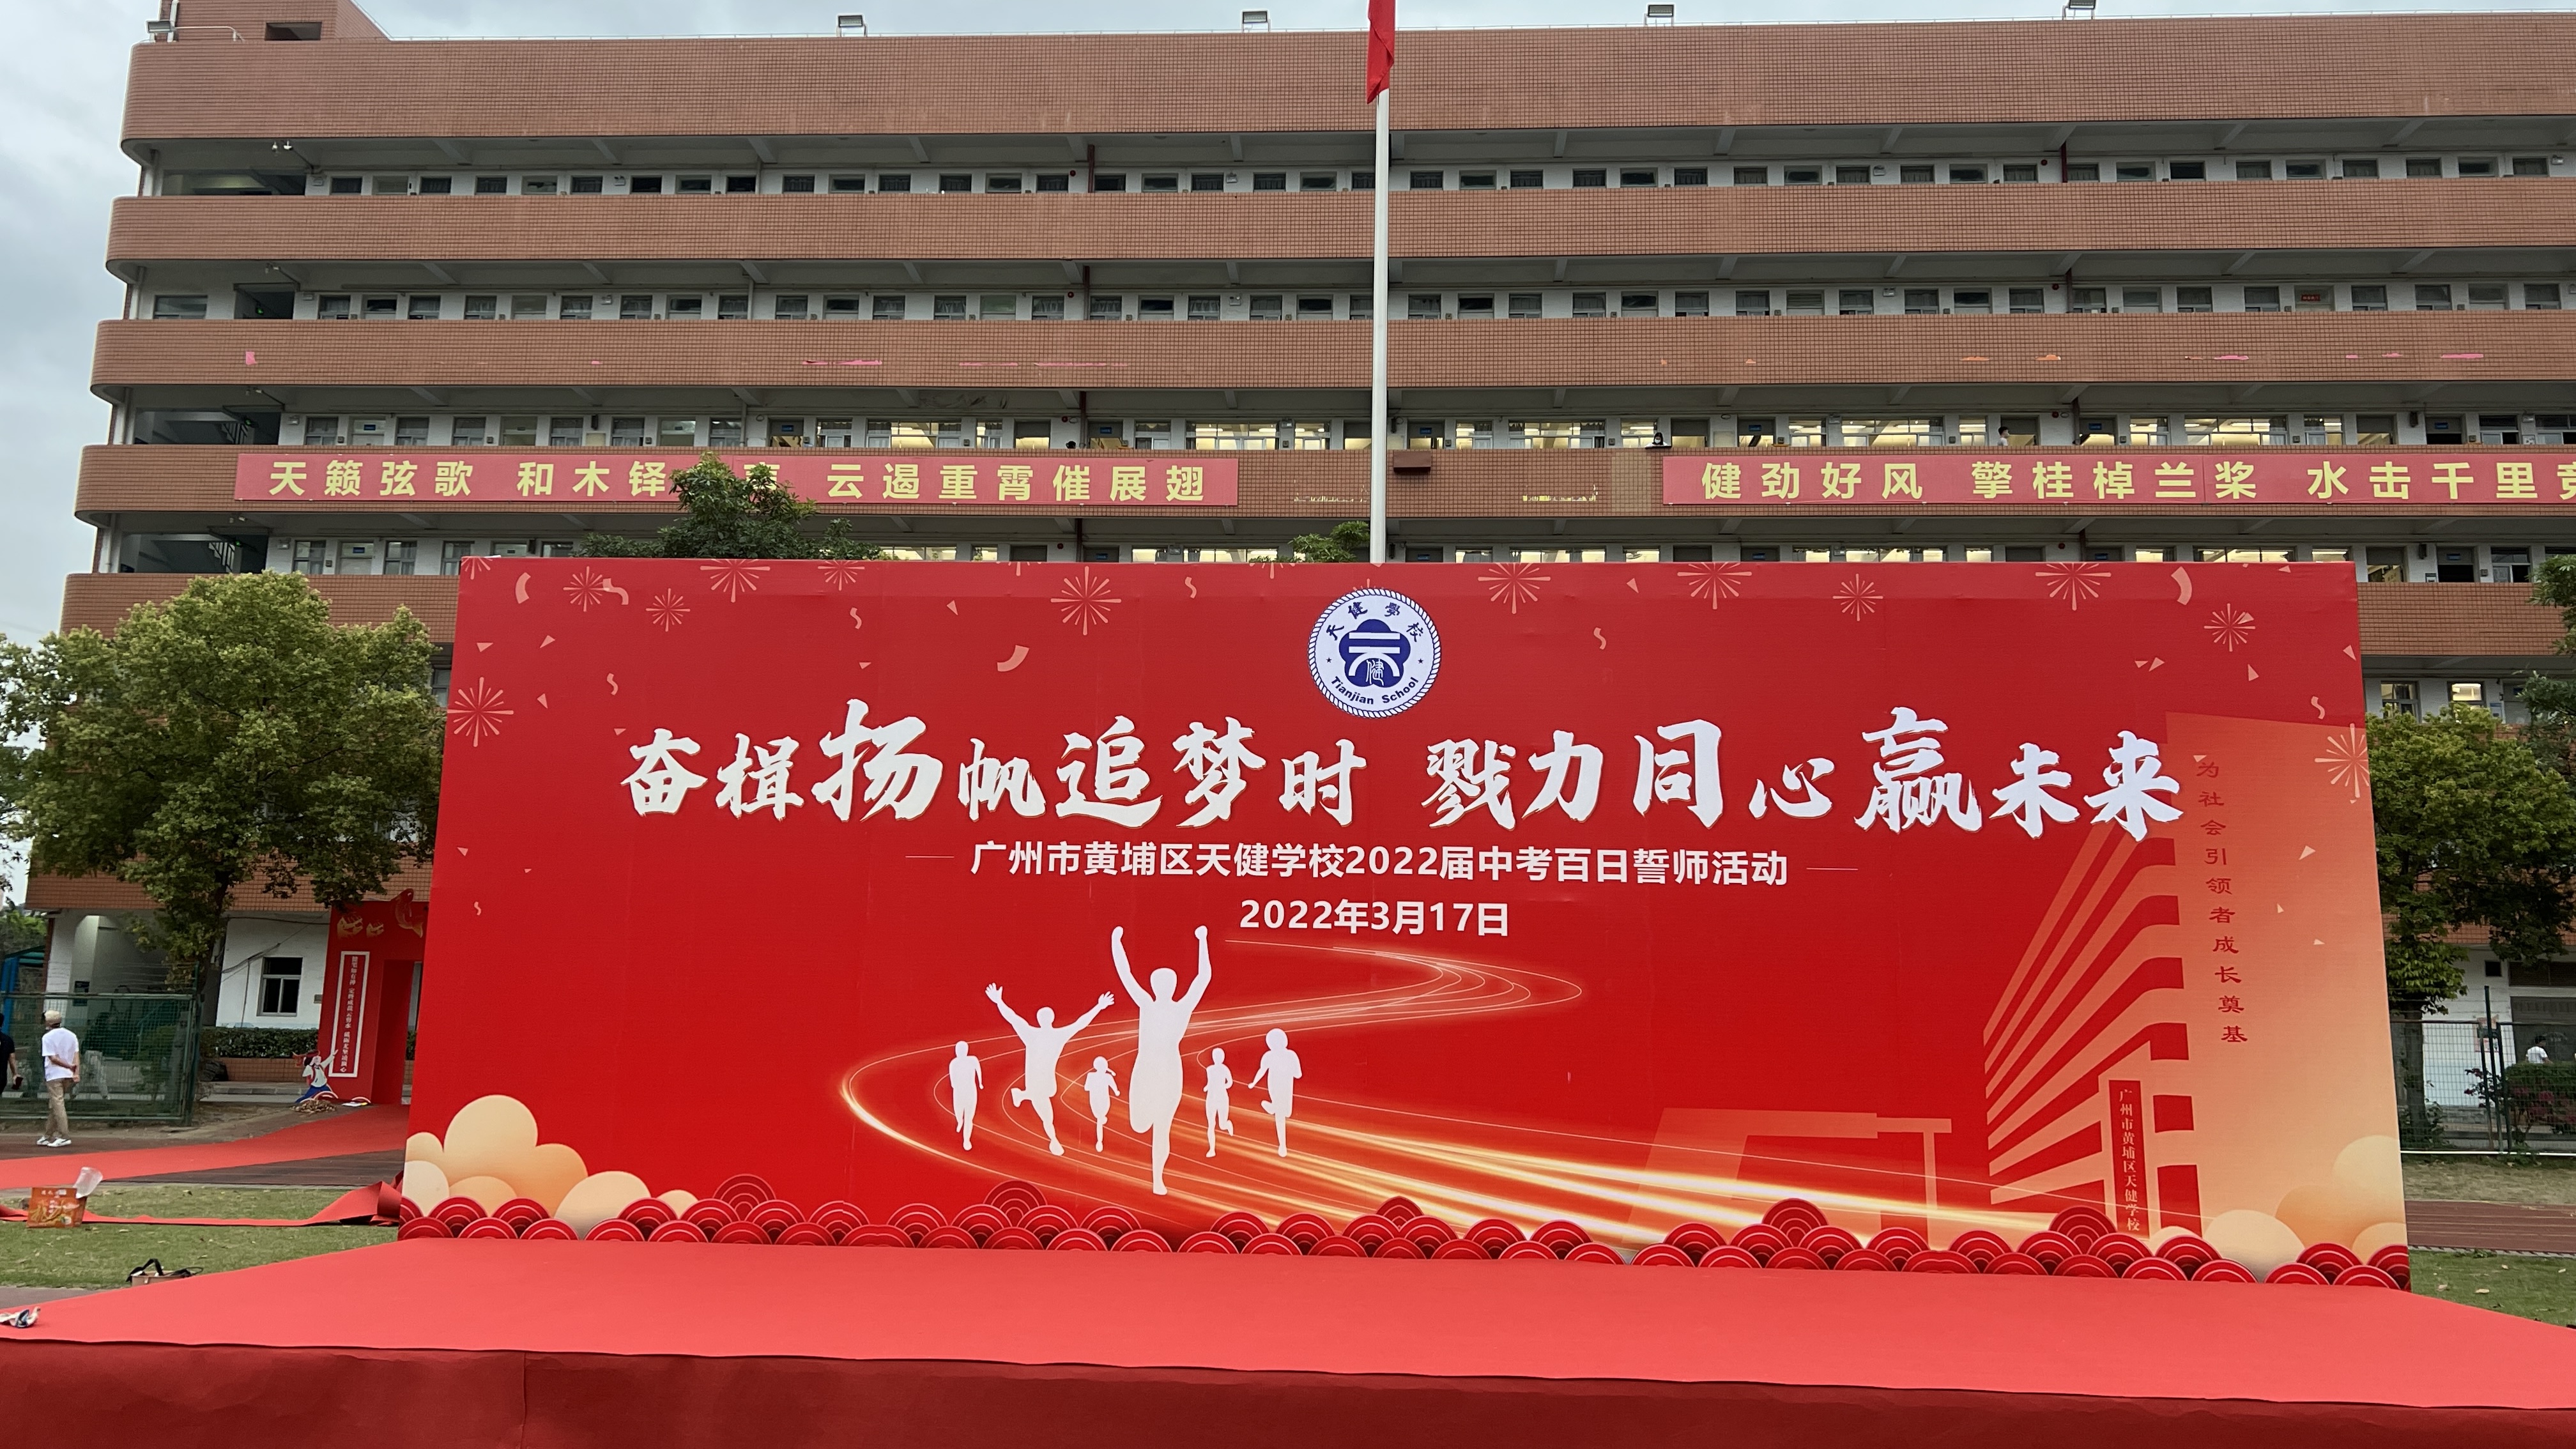 天籁弦歌 和木铎 云遏重霄催展翅
健劲好风 擎桂棹兰桨 水击千里竞
天健學校
天健
Tianjian School
奋楫扬帆追梦时 戮力同心赢未来
广州市黄埔区天健学校2022届中考百日誓师活动
2022年3月17日
为社会引领者成长奠基
广州市黄埔区天健学校